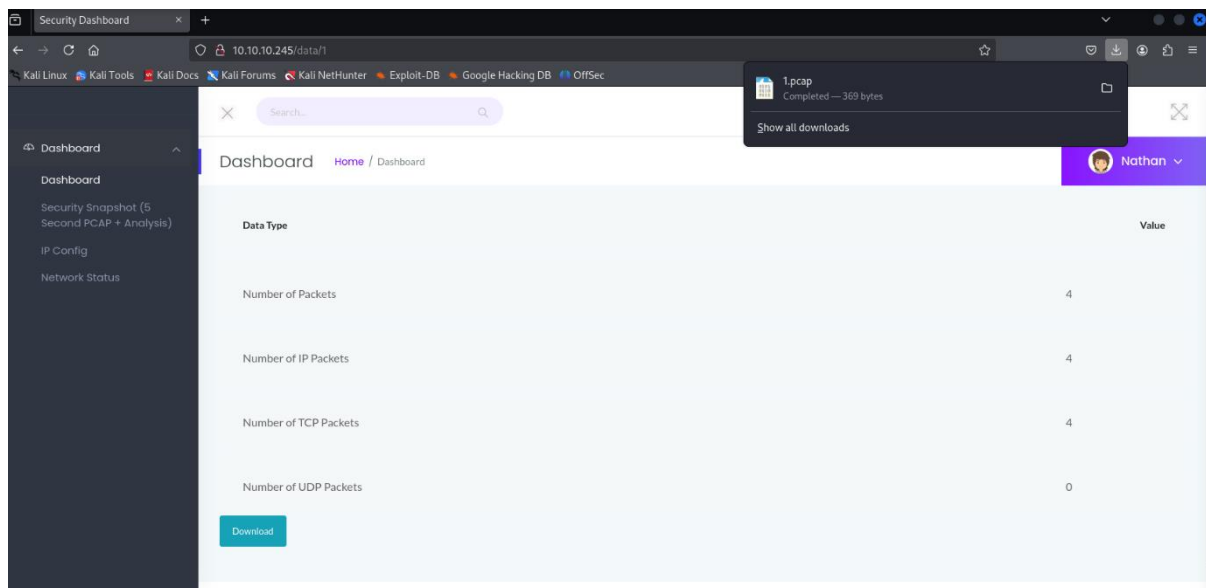 Security Dashboard
10.10.10.245/data/1
Kali Linux Kali Tools Kali Docs Kali Forums Kali NetHunter Exploit-DB Google Hacking DB OffSec
1.pcap
Completed — 369 bytes
Show all downloads
Search...
Dashboard
Dashboard
Security Snapshot (5
Second PCAP + Analysis)
IP Config
Network Status
Dashboard Home / Dashboard
Nathan
Data Type Value
Number of Packets 4
Number of IP Packets 4
Number of TCP Packets 4
Number of UDP Packets 0
Download